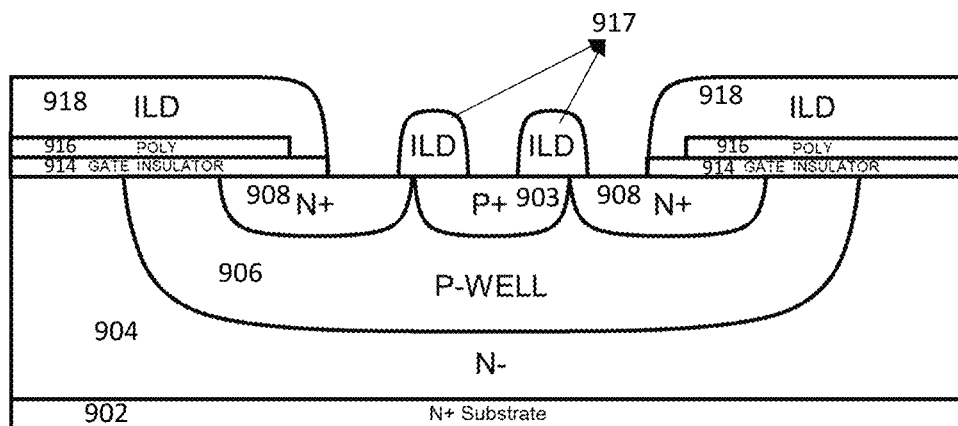 917
918 ILD
918 ILD
916 POLY
ILD
ILD
916 POLY
914 GATE INSULATOR
914 GATE INSULATOR
908 N+
P+ 903
908 N+
906
P-WELL
904
N-
902
N+ Substrate